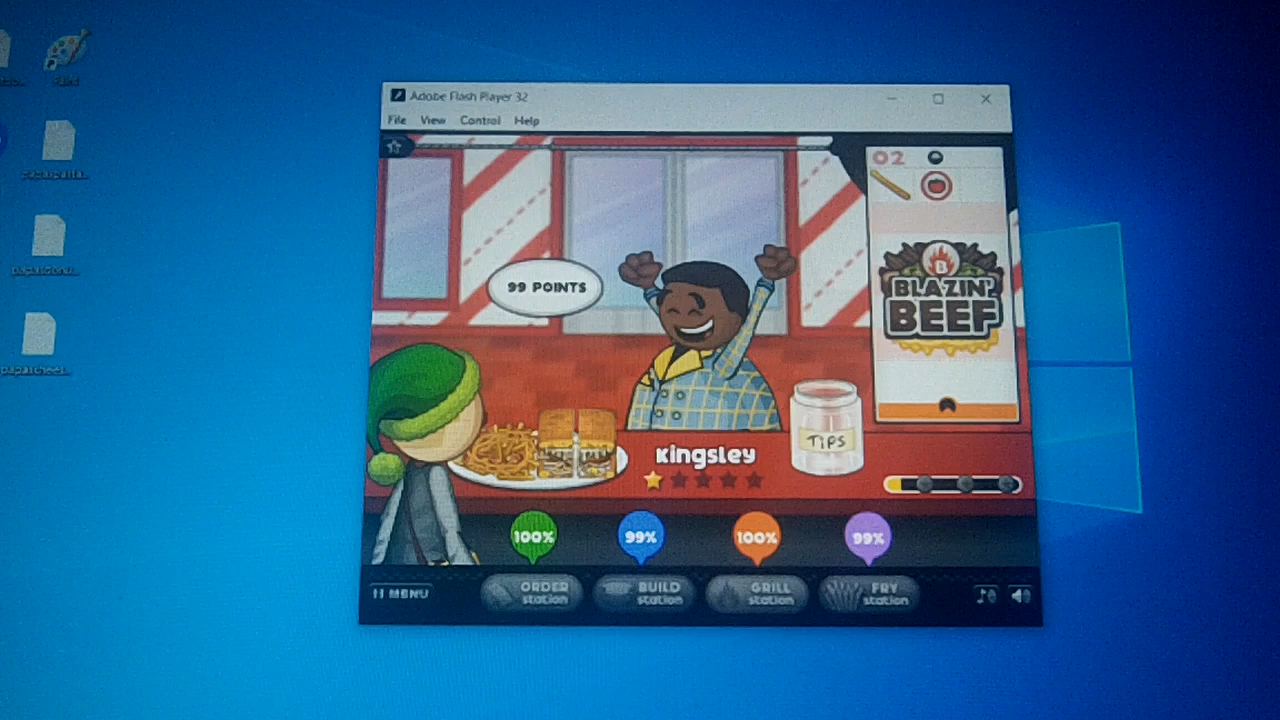 Paint
Adobe Flash Player 32
File View Control Help
02
99 POINTS
B
BLAZIN'
BEEF
TIPS
Kingsley
100% 99% 100% 99%
MENU
ORDER station
BUILD station
GRILL station
FRY station